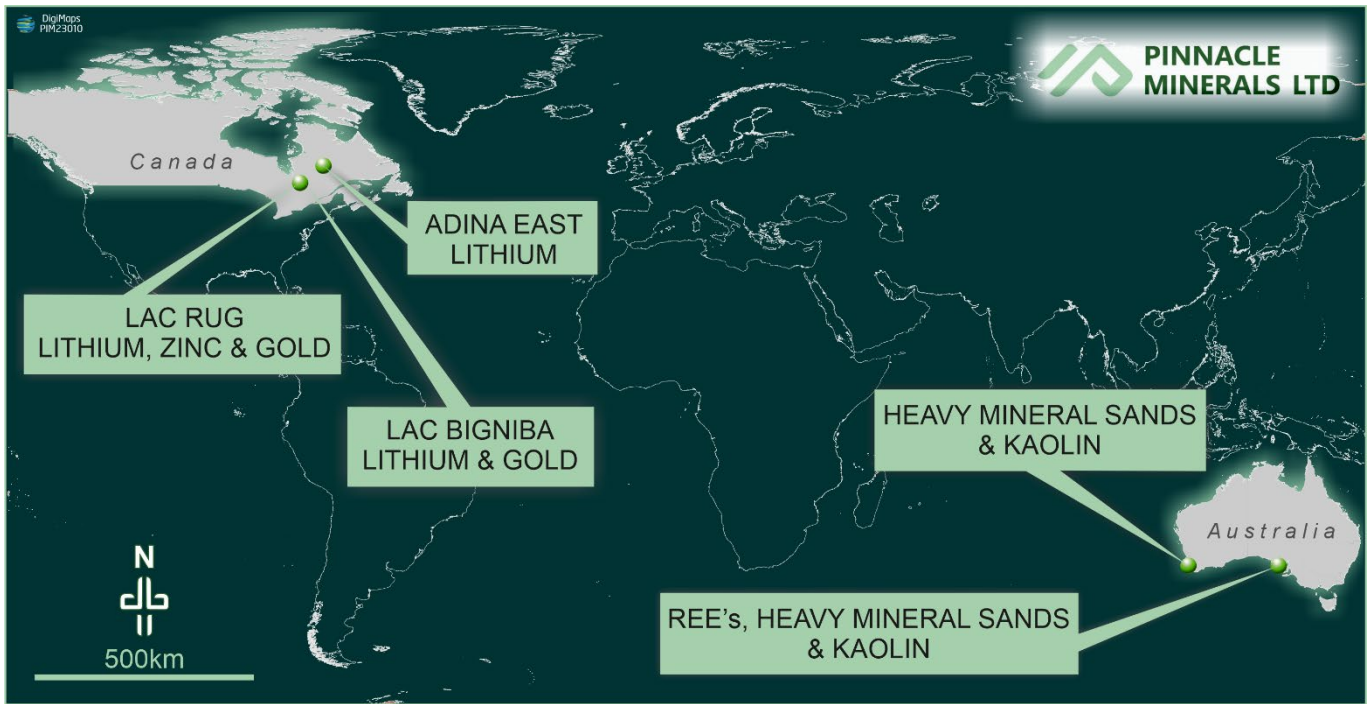 DigiMaps
PIM23010
PINNACLE
MINERALS LTD
Canada
ADINA EAST
LITHIUM
LAC RUG
LITHIUM, ZINC & GOLD
LAC BIGNIBA
LITHIUM & GOLD
HEAVY MINERAL SANDS
& KAOLIN
Australia
REE's, HEAVY MINERAL SANDS
& KAOLIN
N
500km